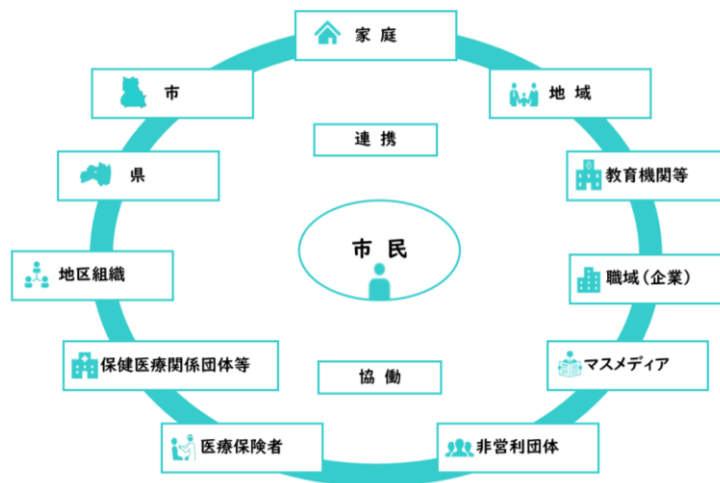 家庭
市
地域
連携
県
教育機関等
市民
地区組織
職域(企業)
保健医療関係団体等
マスメディア
協働
医療保険者
非営利団体